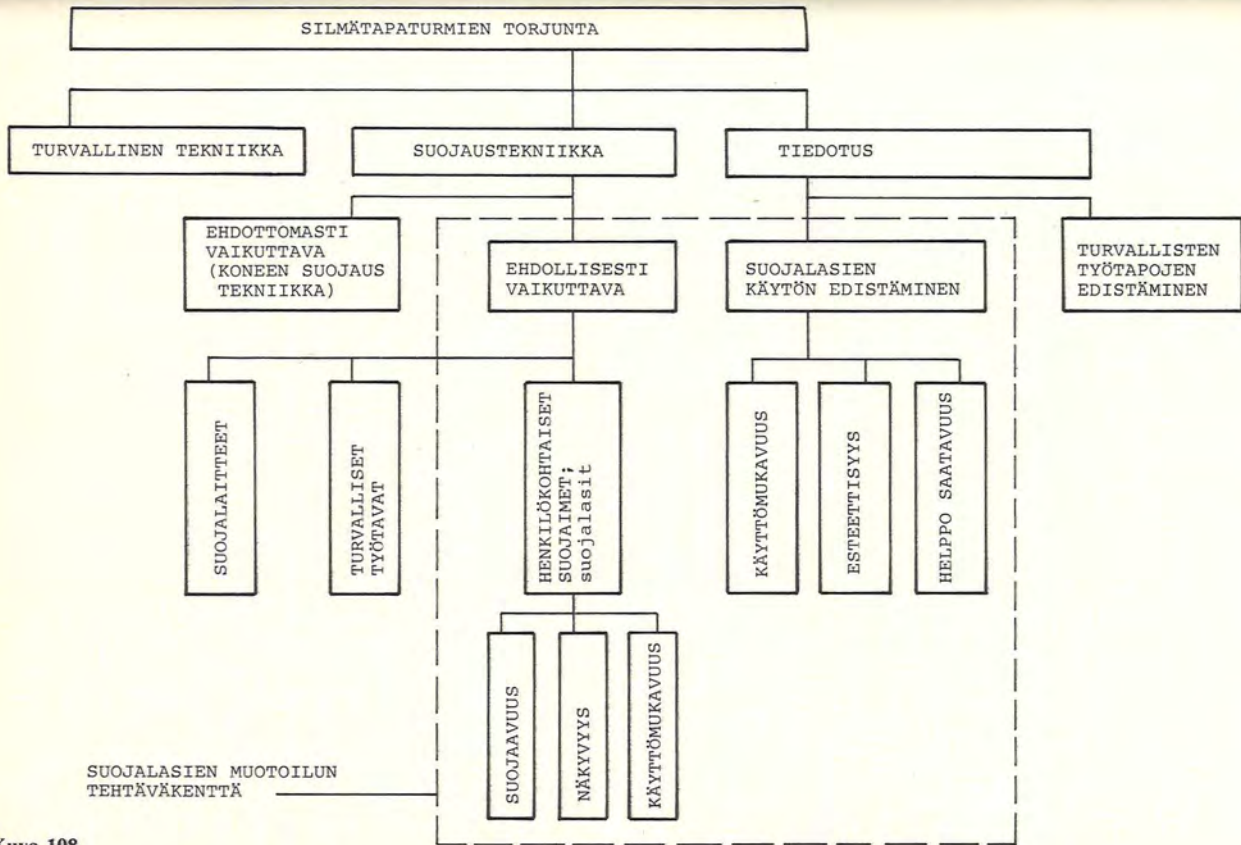 SILMÄTAPATURMIEN TORJUNTA
TURVALLINEN TEKNIIKKA
SUOJAUSTEKNIIKKA
TIEDOTUS
EHDOTTOMASTI
VAIKUTTAVA
(KONEEN SUOJAUS
TEKNIIKKA)
EHDOLLISESTI
VAIKUTTAVA
SUOJALASIEN
KÄYTÖN EDISTÄMINEN
TURVALLISTEN
TYÖTAPOJEN
EDISTÄMINEN
SUOJALAITTEET
TURVALLISET
TYÖTAVAT
HENKILÖKOHTAISET
SUOJAIMET;
suojalasit
KÄYTTÖMUKAVUUS
ESTEETTISYYS
HELPPO SAATAVUUS
SUOJAAVUUS
NÄKYVYYS
KÄYTTÖMUKAVUUS
SUOJALASIEN MUOTOILUN
TEHTÄVÄKENTTÄ
Kuva 108